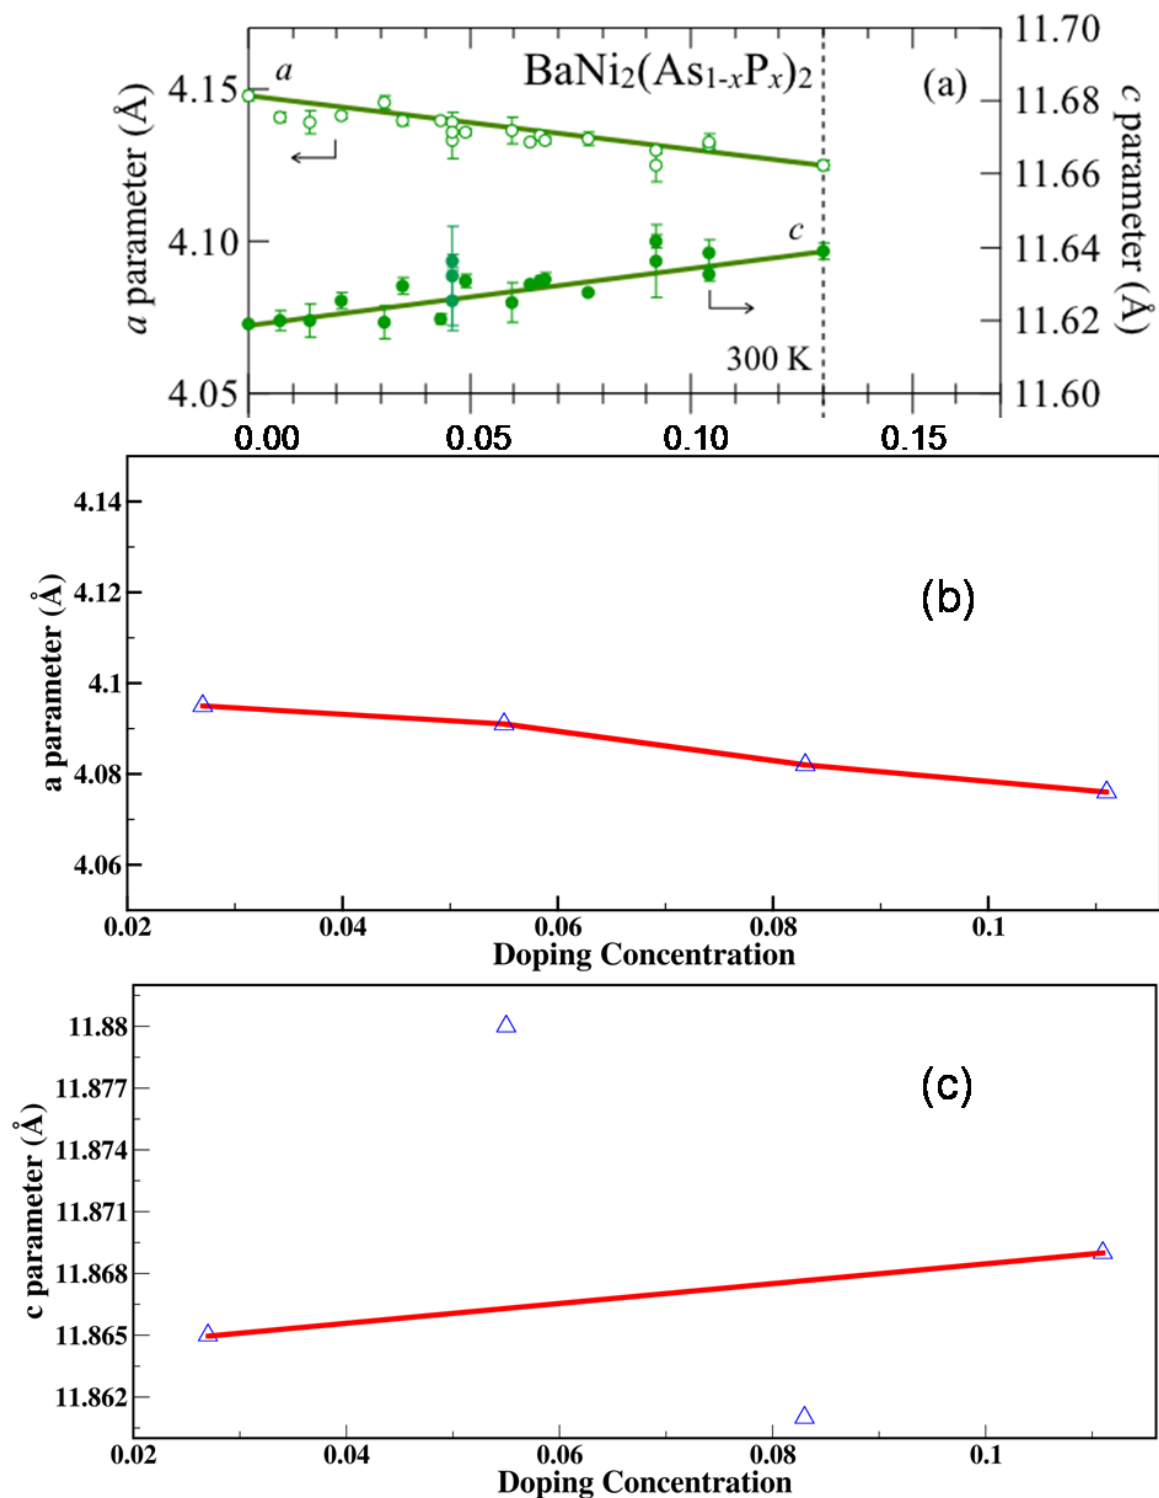 BaNi2(As1-xPx)2
(a)
a
c
300 K
a parameter (Å)
4.15
4.10
4.05
c parameter (Å)
11.70
11.68
11.66
11.64
11.62
11.60
0.00 0.05 0.10 0.15
(b)
a parameter (Å)
4.14
4.12
4.1
4.08
4.06
0.02 0.04 0.06 0.08 0.1
Doping Concentration
(c)
c parameter (Å)
11.88
11.877
11.874
11.871
11.868
11.865
11.862
0.02 0.04 0.06 0.08 0.1
Doping Concentration